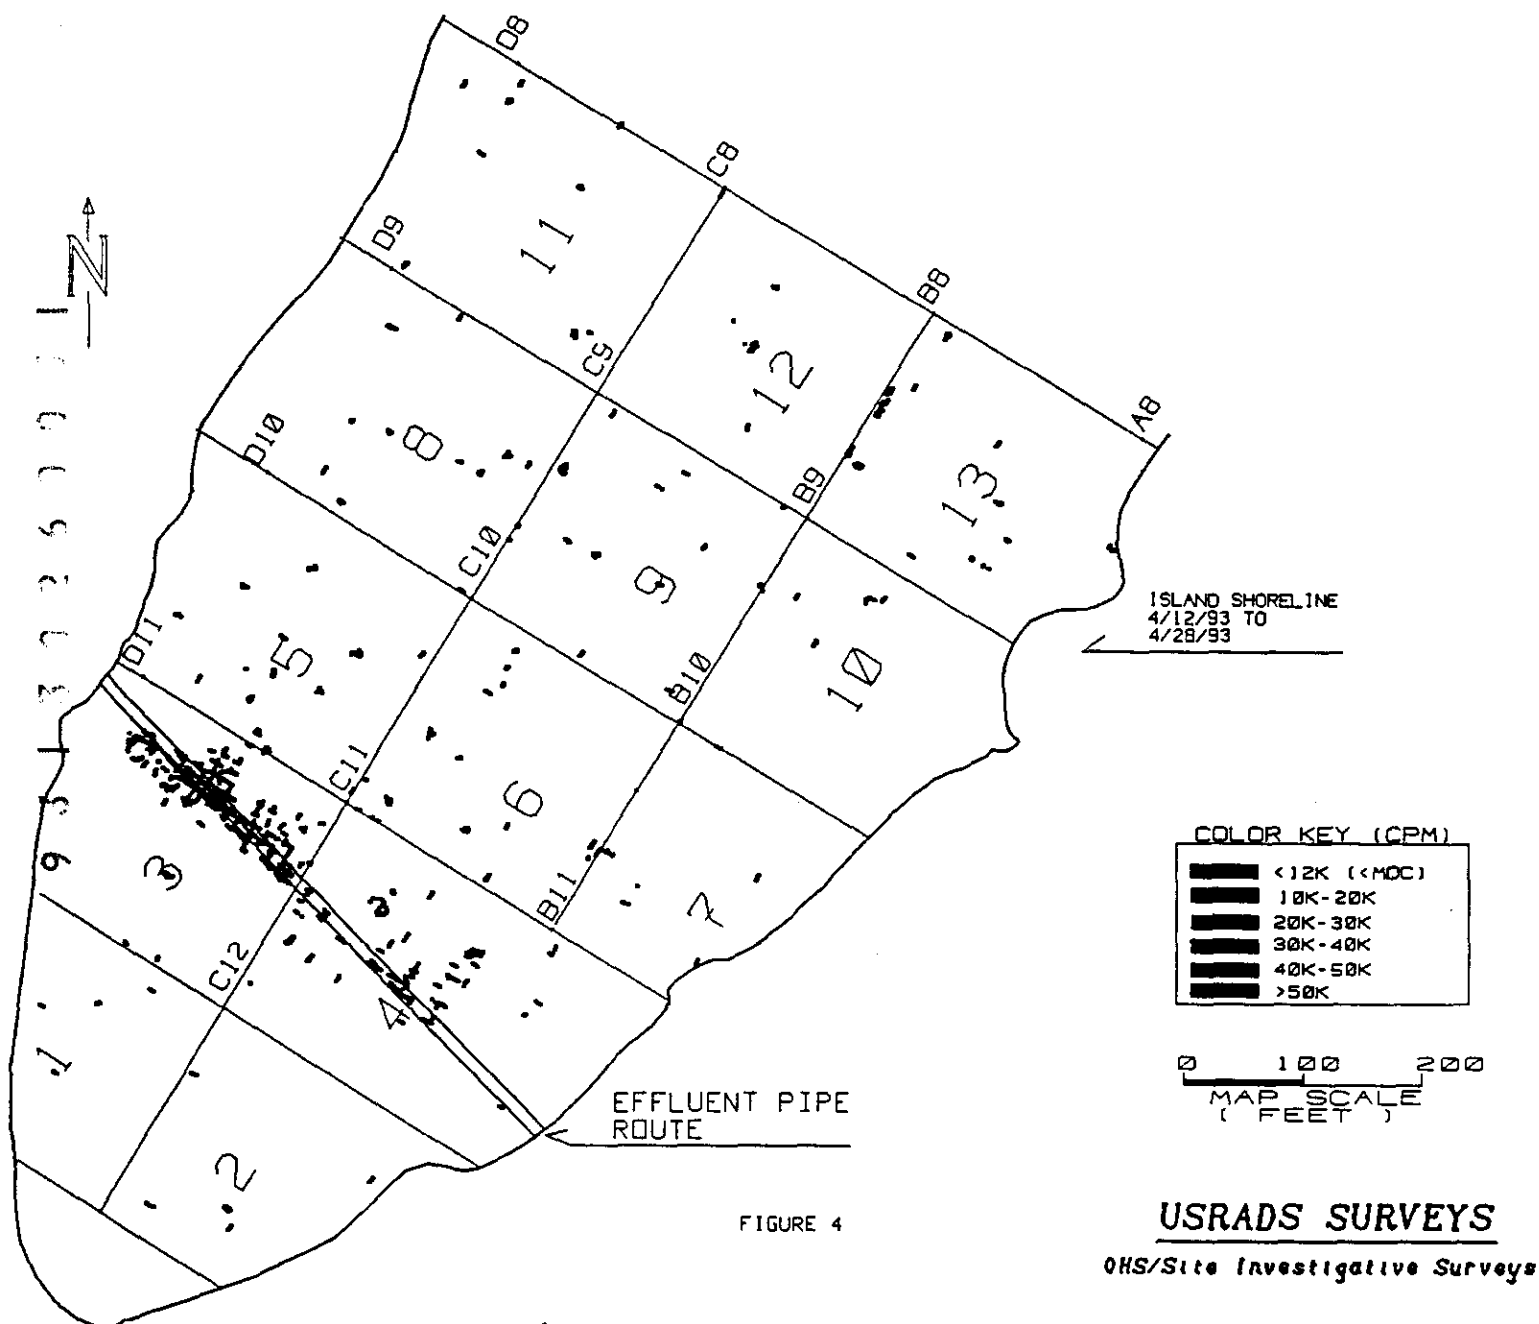 D8
C8
D9
11
N
B8
C9
12
A8
D10
8
B9
13
C10
9
ISLAND SHORELINE
4/12/93 TO
4/28/93
D11
5
B10
10
C11
6
COLOR KEY (CPM)
<12K (<MDC)
10K-20K
20K-30K
30K-40K
40K-50K
>50K
3
B11
7
C12
4
1
0 100 200
MAP SCALE
( FEET )
EFFLUENT PIPE
ROUTE
2
FIGURE 4
USRADS SURVEYS
OHS/Site Investigative Surveys